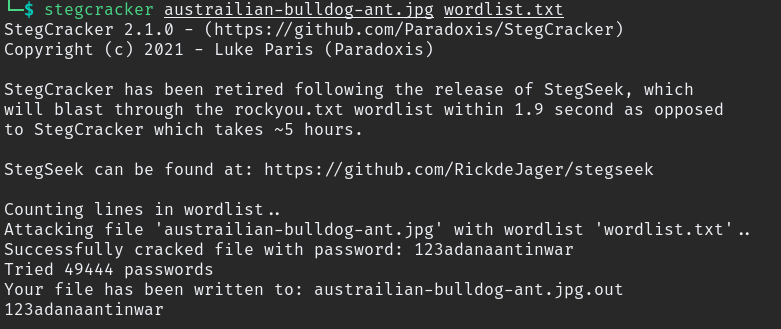 └─$ stegcracker austrailian-bulldog-ant.jpg wordlist.txt
StegCracker 2.1.0 - (https://github.com/Paradoxis/StegCracker)
Copyright (c) 2021 - Luke Paris (Paradoxis)
StegCracker has been retired following the release of StegSeek, which
will blast through the rockyou.txt wordlist within 1.9 second as opposed
to StegCracker which takes ~5 hours.
StegSeek can be found at: https://github.com/RickdeJager/stegseek
Counting lines in wordlist..
Attacking file 'austrailian-bulldog-ant.jpg' with wordlist 'wordlist.txt'..
Successfully cracked file with password: 123adanaantinwar
Tried 49444 passwords
Your file has been written to: austrailian-bulldog-ant.jpg.out
123adanaantinwar